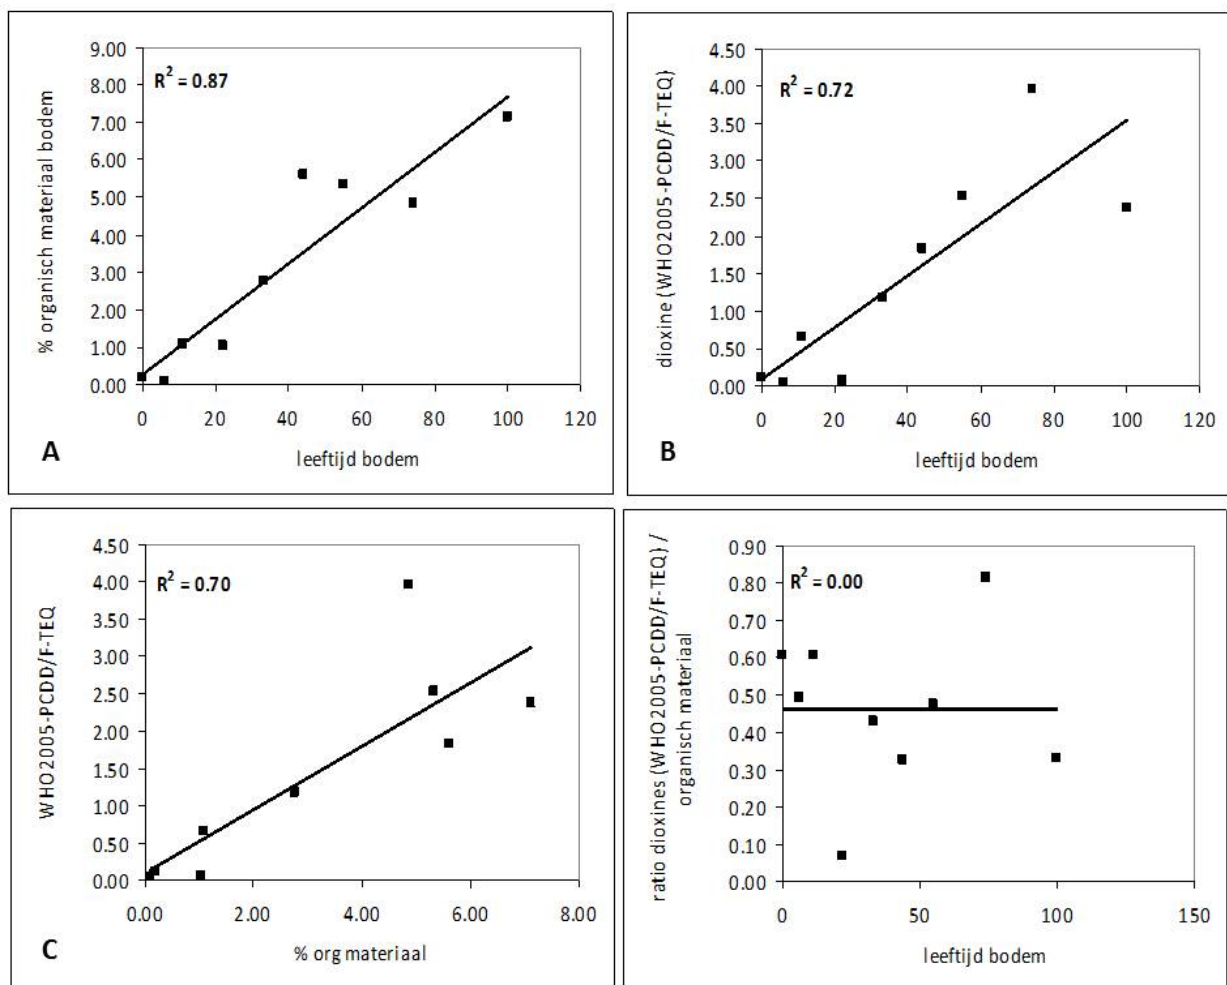 9.00
8.00
7.00
6.00
5.00
4.00
3.00
2.00
1.00
0.00
R² = 0.87
% organisch materiaal bodem
0 20 40 60 80 100 120
leeftijd bodem
A
4.50
4.00
3.50
3.00
2.50
2.00
1.50
1.00
0.50
0.00
R² = 0.72
dioxine (WHO2005-PCDD/F-TEQ)
0 20 40 60 80 100 120
leeftijd bodem
B
4.50
4.00
3.50
3.00
2.50
2.00
1.50
1.00
0.50
0.00
R² = 0.70
WHO2005-PCDD/F-TEQ
0.00 2.00 4.00 6.00 8.00
% org materiaal
C
0.90
0.80
0.70
0.60
0.50
0.40
0.30
0.20
0.10
0.00
R² = 0.00
ratio dioxines (WHO2005-PCDD/F-TEQ) /
organisch materiaal
0 50 100 150
leeftijd bodem